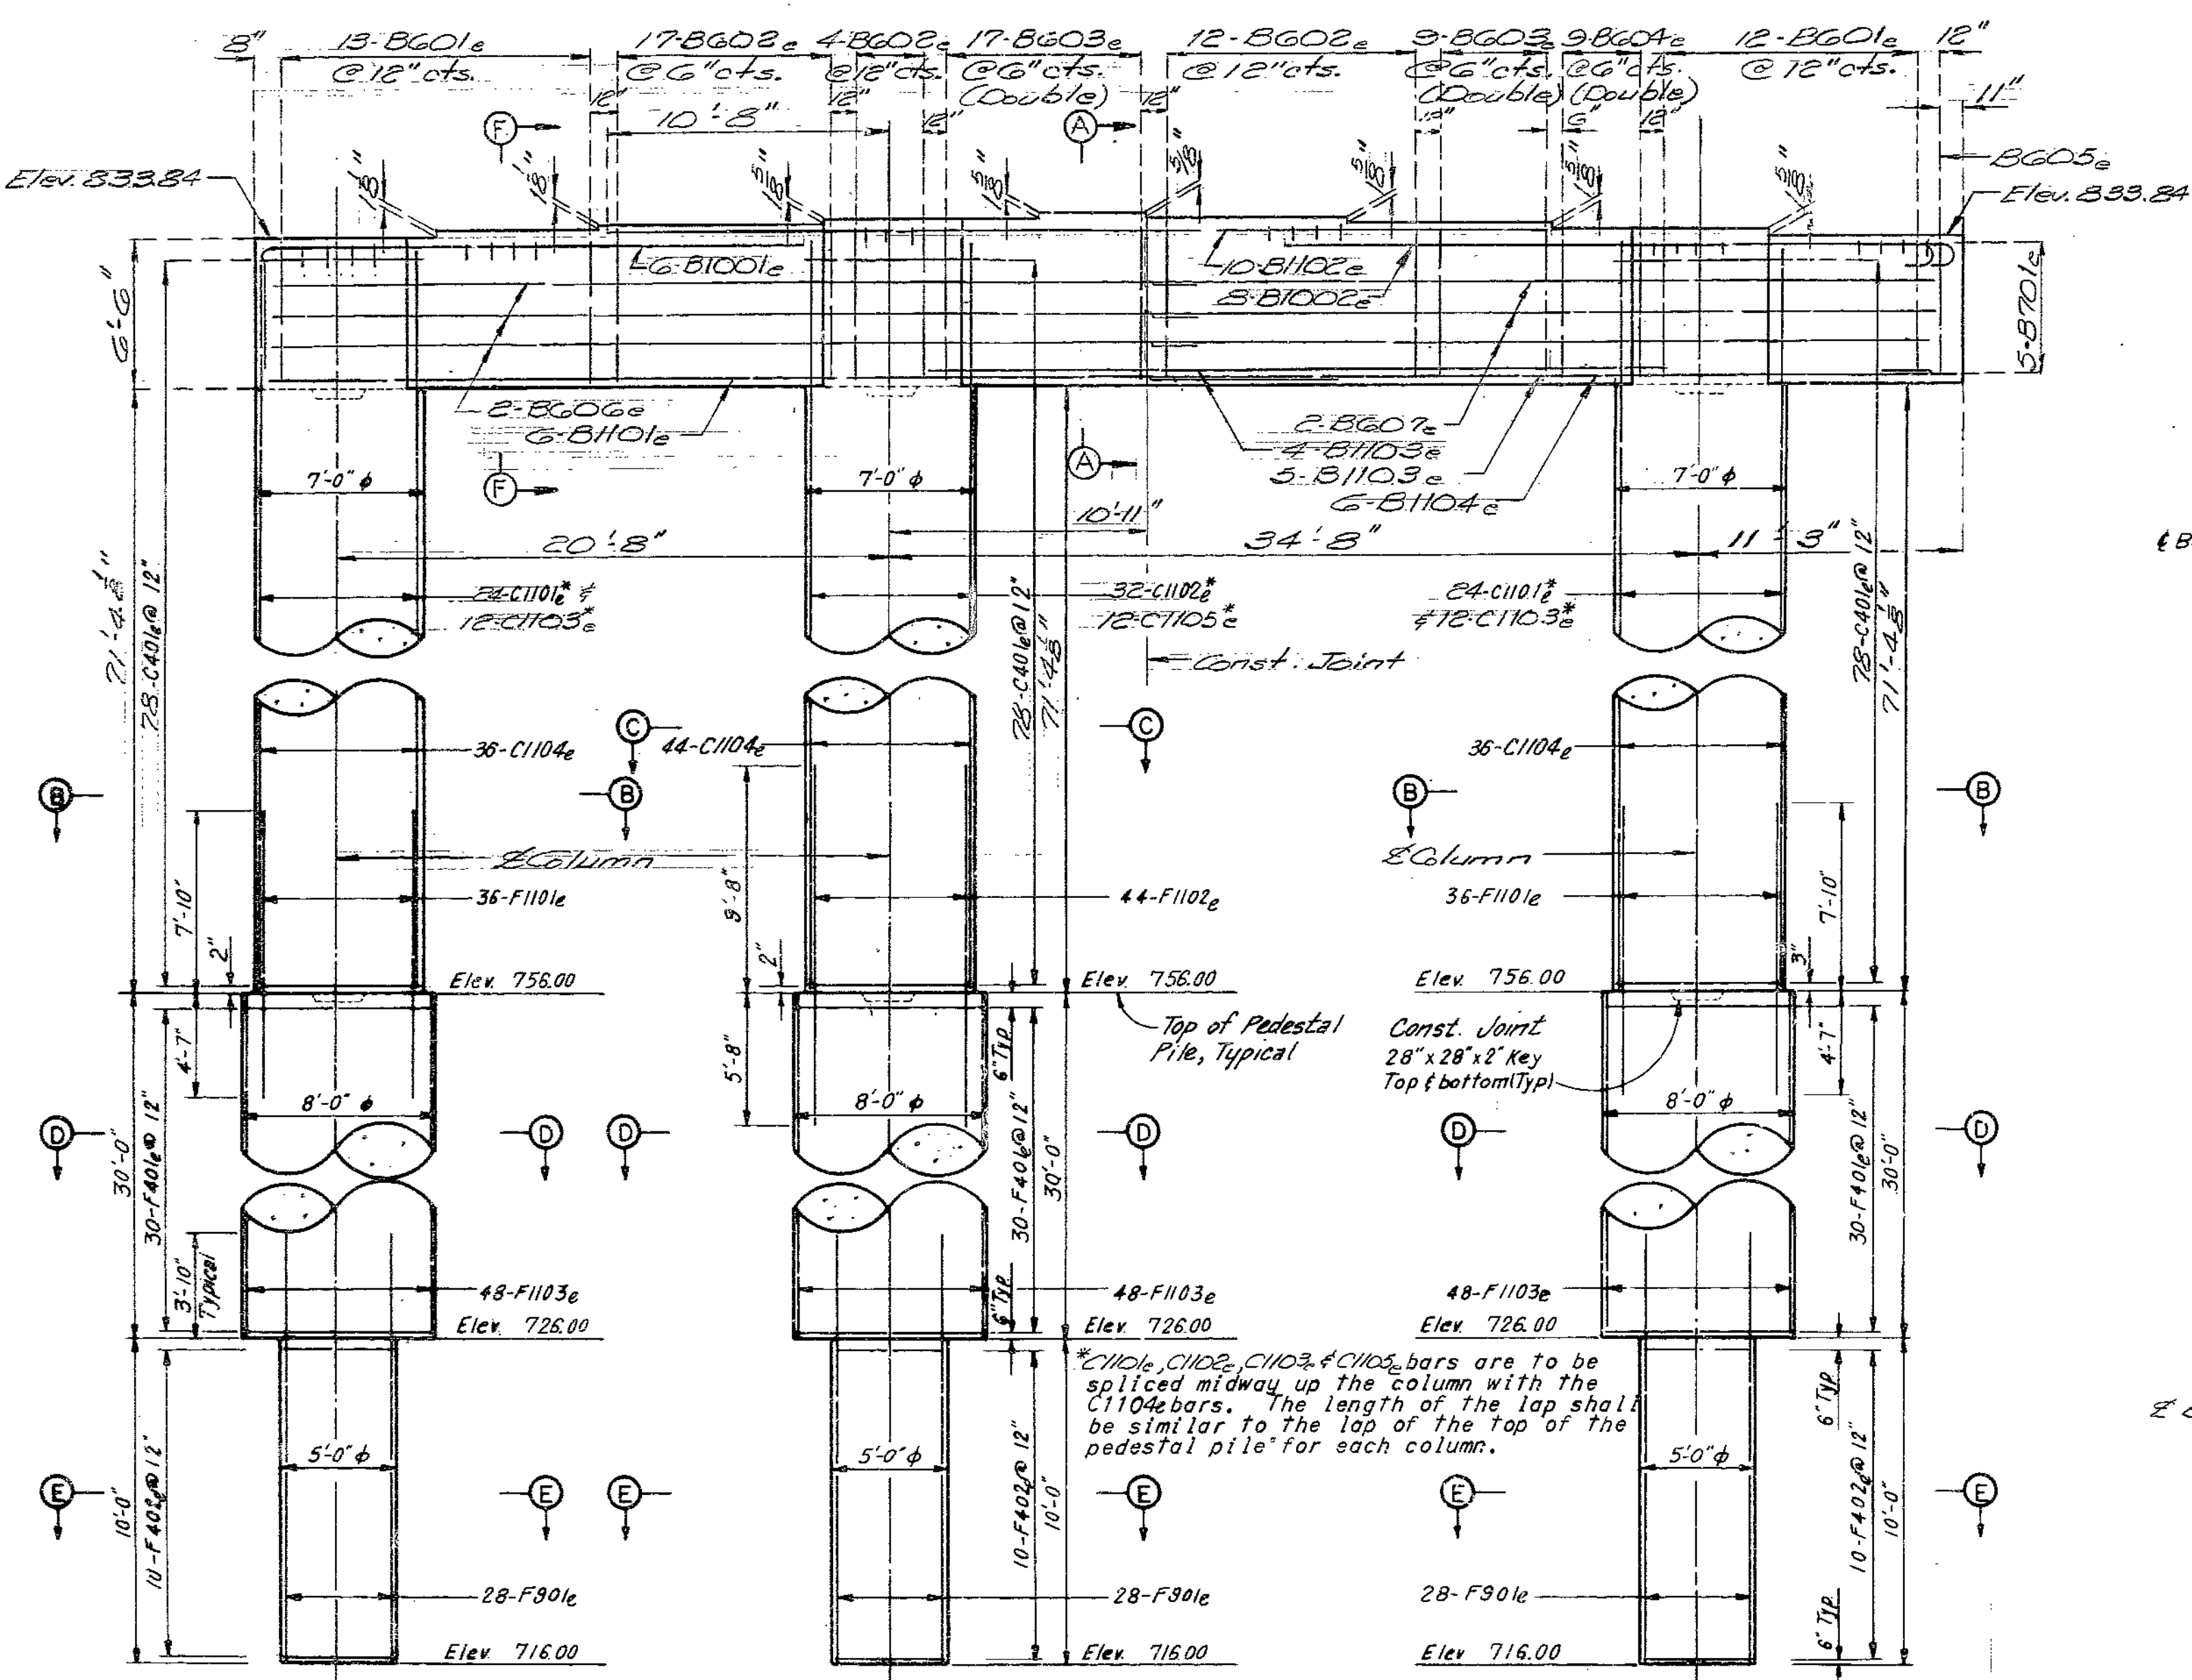 8"
13-B601e
@ 12" cts.
17-B602e
@ 6" cts.
4-B602e
@ 12" cts.
17-B603e
@ 6" cts.
(Double)
12-B602e
@ 12" cts.
9-B603e
@ 6" cts.
(Double)
9-B604e
@ 6" cts.
(Double)
12-B601e
@ 12" cts.
12"
12"
12"
12"
12"
6"
12"
11"
10'-8"
F
A
B605e
Elev. 833.84
Elev. 833.84
6-B1001e
10-B1102e
8-B1002e
6'-6"
5-B701e
2-B606e
6-B1101e
2-B607e
4-B1103e
5-B1103e
6-B1104e
F
A
7'-0" φ
7'-0" φ
7'-0" φ
10'-11"
20'-8"
34'-8"
11'-3"
24-C1101e* &
12-C1103e*
32-C1102e*
12-C1105e*
24-C1101e*
& 12-C1103e*
71'-4⅛"
78-C401e @ 12"
78-C401e @ 12"
71'-4⅛"
78-C401e @ 12"
71'-4⅛"
Const. Joint
C
C
36-C1104e
44-C1104e
36-C1104e
B
B
B
B
℄ Column
℄ Column
7'-10"
9'-8"
7'-10"
36-F1101e
44-F1102e
36-F1101e
2"
2"
3"
Elev. 756.00
Elev. 756.00
Elev. 756.00
Top of Pedestal
Pile, Typical
Const. Joint
28" x 28" x 2" Key
Top & bottom (Typ)
4'-7"
5'-8"
6" Typ.
4'-7"
8'-0" φ
8'-0" φ
8'-0" φ
D
D
D
D
D
D
30'-0"
30-F401e @ 12"
30-F401e @ 12"
30'-0"
30-F401e @ 12"
30'-0"
3'-10"
Typical
48-F1103e
48-F1103e
48-F1103e
6" Typ.
Elev. 726.00
Elev. 726.00
Elev. 726.00
*C1101e, C1102e, C1103e & C1105e bars are to be
spliced midway up the column with the
C1104e bars. The length of the lap shall
be similar to the lap of the top of the
pedestal pile for each column.
6" Typ.
5'-0" φ
5'-0" φ
5'-0" φ
E
E
E
E
E
E
10'-0"
10-F402e @ 12"
10-F402e @ 12"
10'-0"
10-F402e @ 12"
10'-0"
28-F901e
28-F901e
28-F901e
6" Typ.
Elev. 716.00
Elev. 716.00
Elev. 716.00